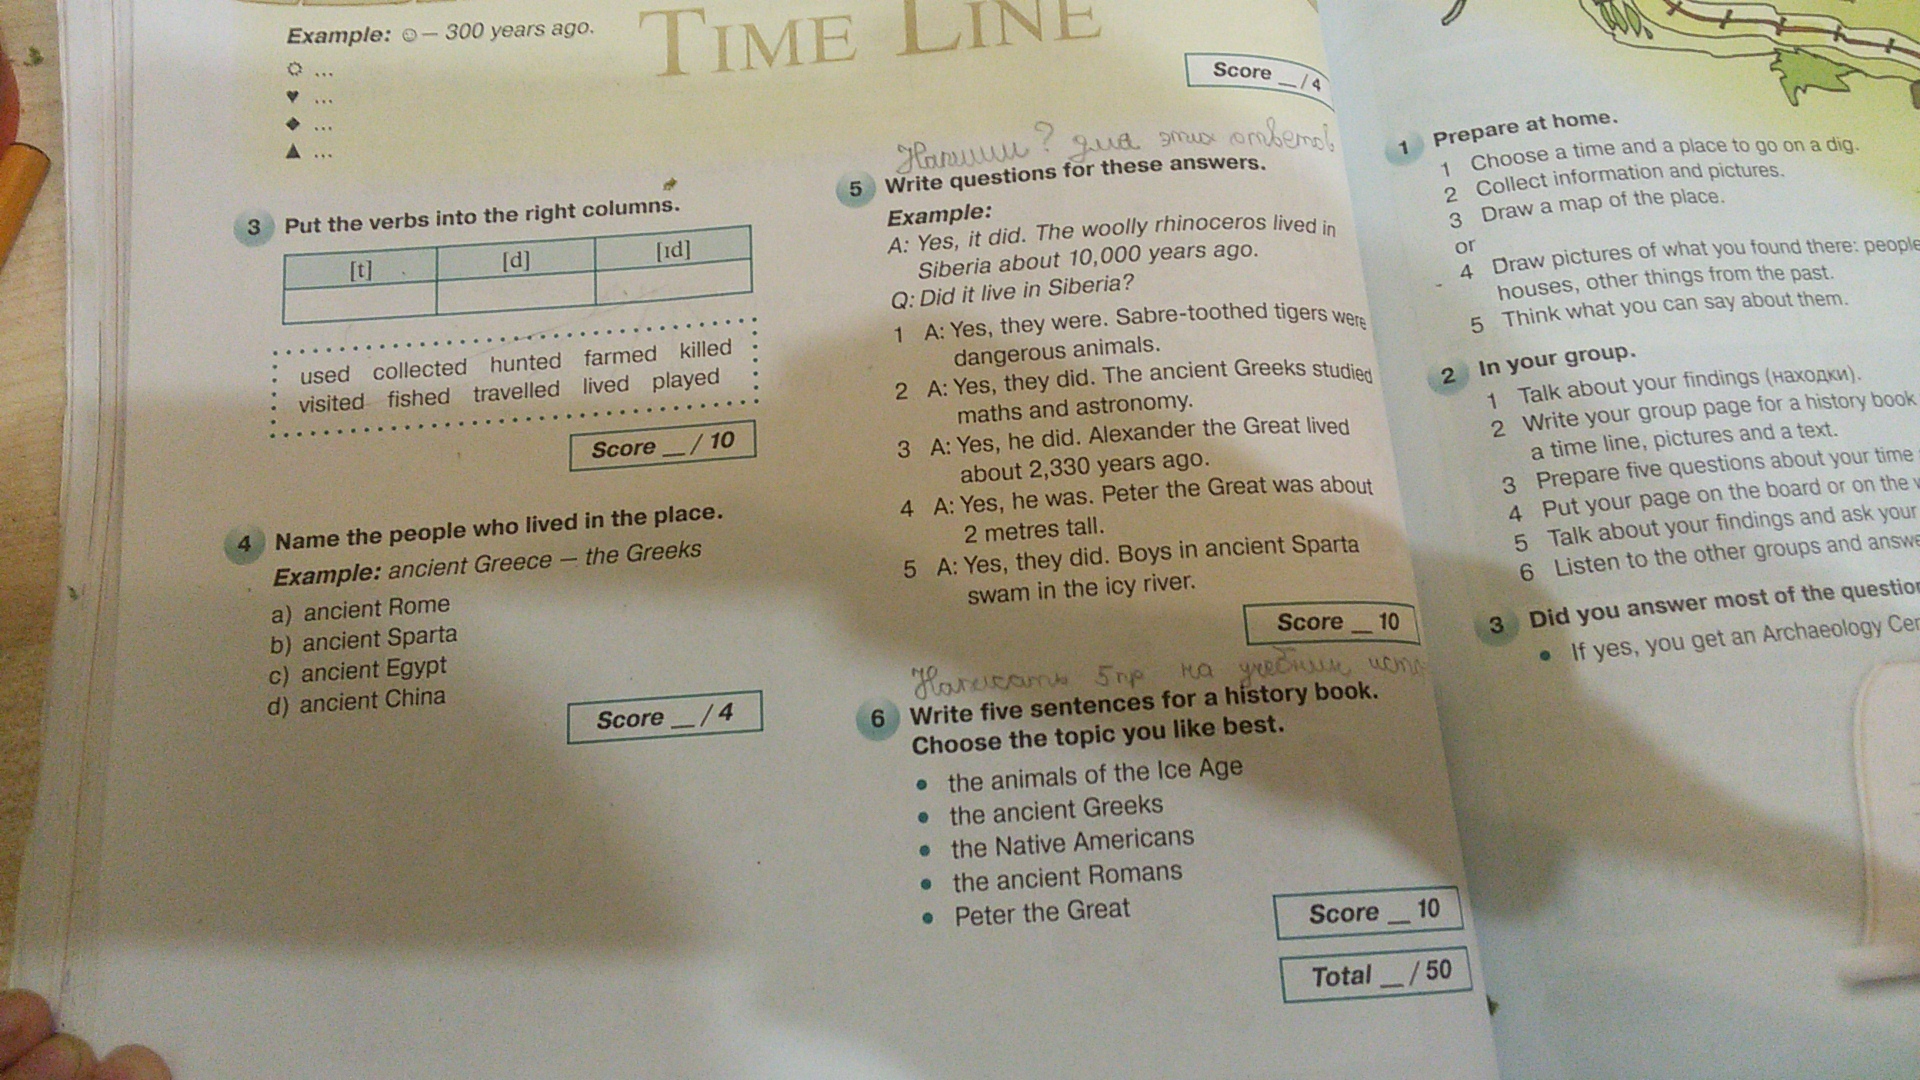 Example: ☺ – 300 years ago.
☼ ...
♥ ...
◆ ...
▲ ...
TIME LINE
Score __ / 4
3 Put the verbs into the right columns.
[t] [d] [ɪd]
used collected hunted farmed killed
visited fished travelled lived played
Score __ / 10
4 Name the people who lived in the place.
Example: ancient Greece – the Greeks
a) ancient Rome
b) ancient Sparta
c) ancient Egypt
d) ancient China
Score __ / 4
Напиши ? для этих ответов
5 Write questions for these answers.
Example:
A: Yes, it did. The woolly rhinoceros lived in
Siberia about 10,000 years ago.
Q: Did it live in Siberia?
1 A: Yes, they were. Sabre-toothed tigers were
dangerous animals.
2 A: Yes, they did. The ancient Greeks studied
maths and astronomy.
3 A: Yes, he did. Alexander the Great lived
about 2,330 years ago.
4 A: Yes, he was. Peter the Great was about
2 metres tall.
5 A: Yes, they did. Boys in ancient Sparta
swam in the icy river.
Score __ 10
Написать 5 пр на учебник
6 Write five sentences for a history book.
Choose the topic you like best.
• the animals of the Ice Age
• the ancient Greeks
• the Native Americans
• the ancient Romans
• Peter the Great
Score __ 10
Total __ / 50
1 Prepare at home.
1 Choose a time and a place to go on a dig.
2 Collect information and pictures.
3 Draw a map of the place.
or
4 Draw pictures of what you found there: people
houses, other things from the past.
5 Think what you can say about them.
2 In your group.
1 Talk about your findings (находки).
2 Write your group page for a history book
a time line, pictures and a text.
3 Prepare five questions about your time
4 Put your page on the board or on the
5 Talk about your findings and ask your
6 Listen to the other groups and
3 Did you answer most of the
• If yes, you get an Archaeology